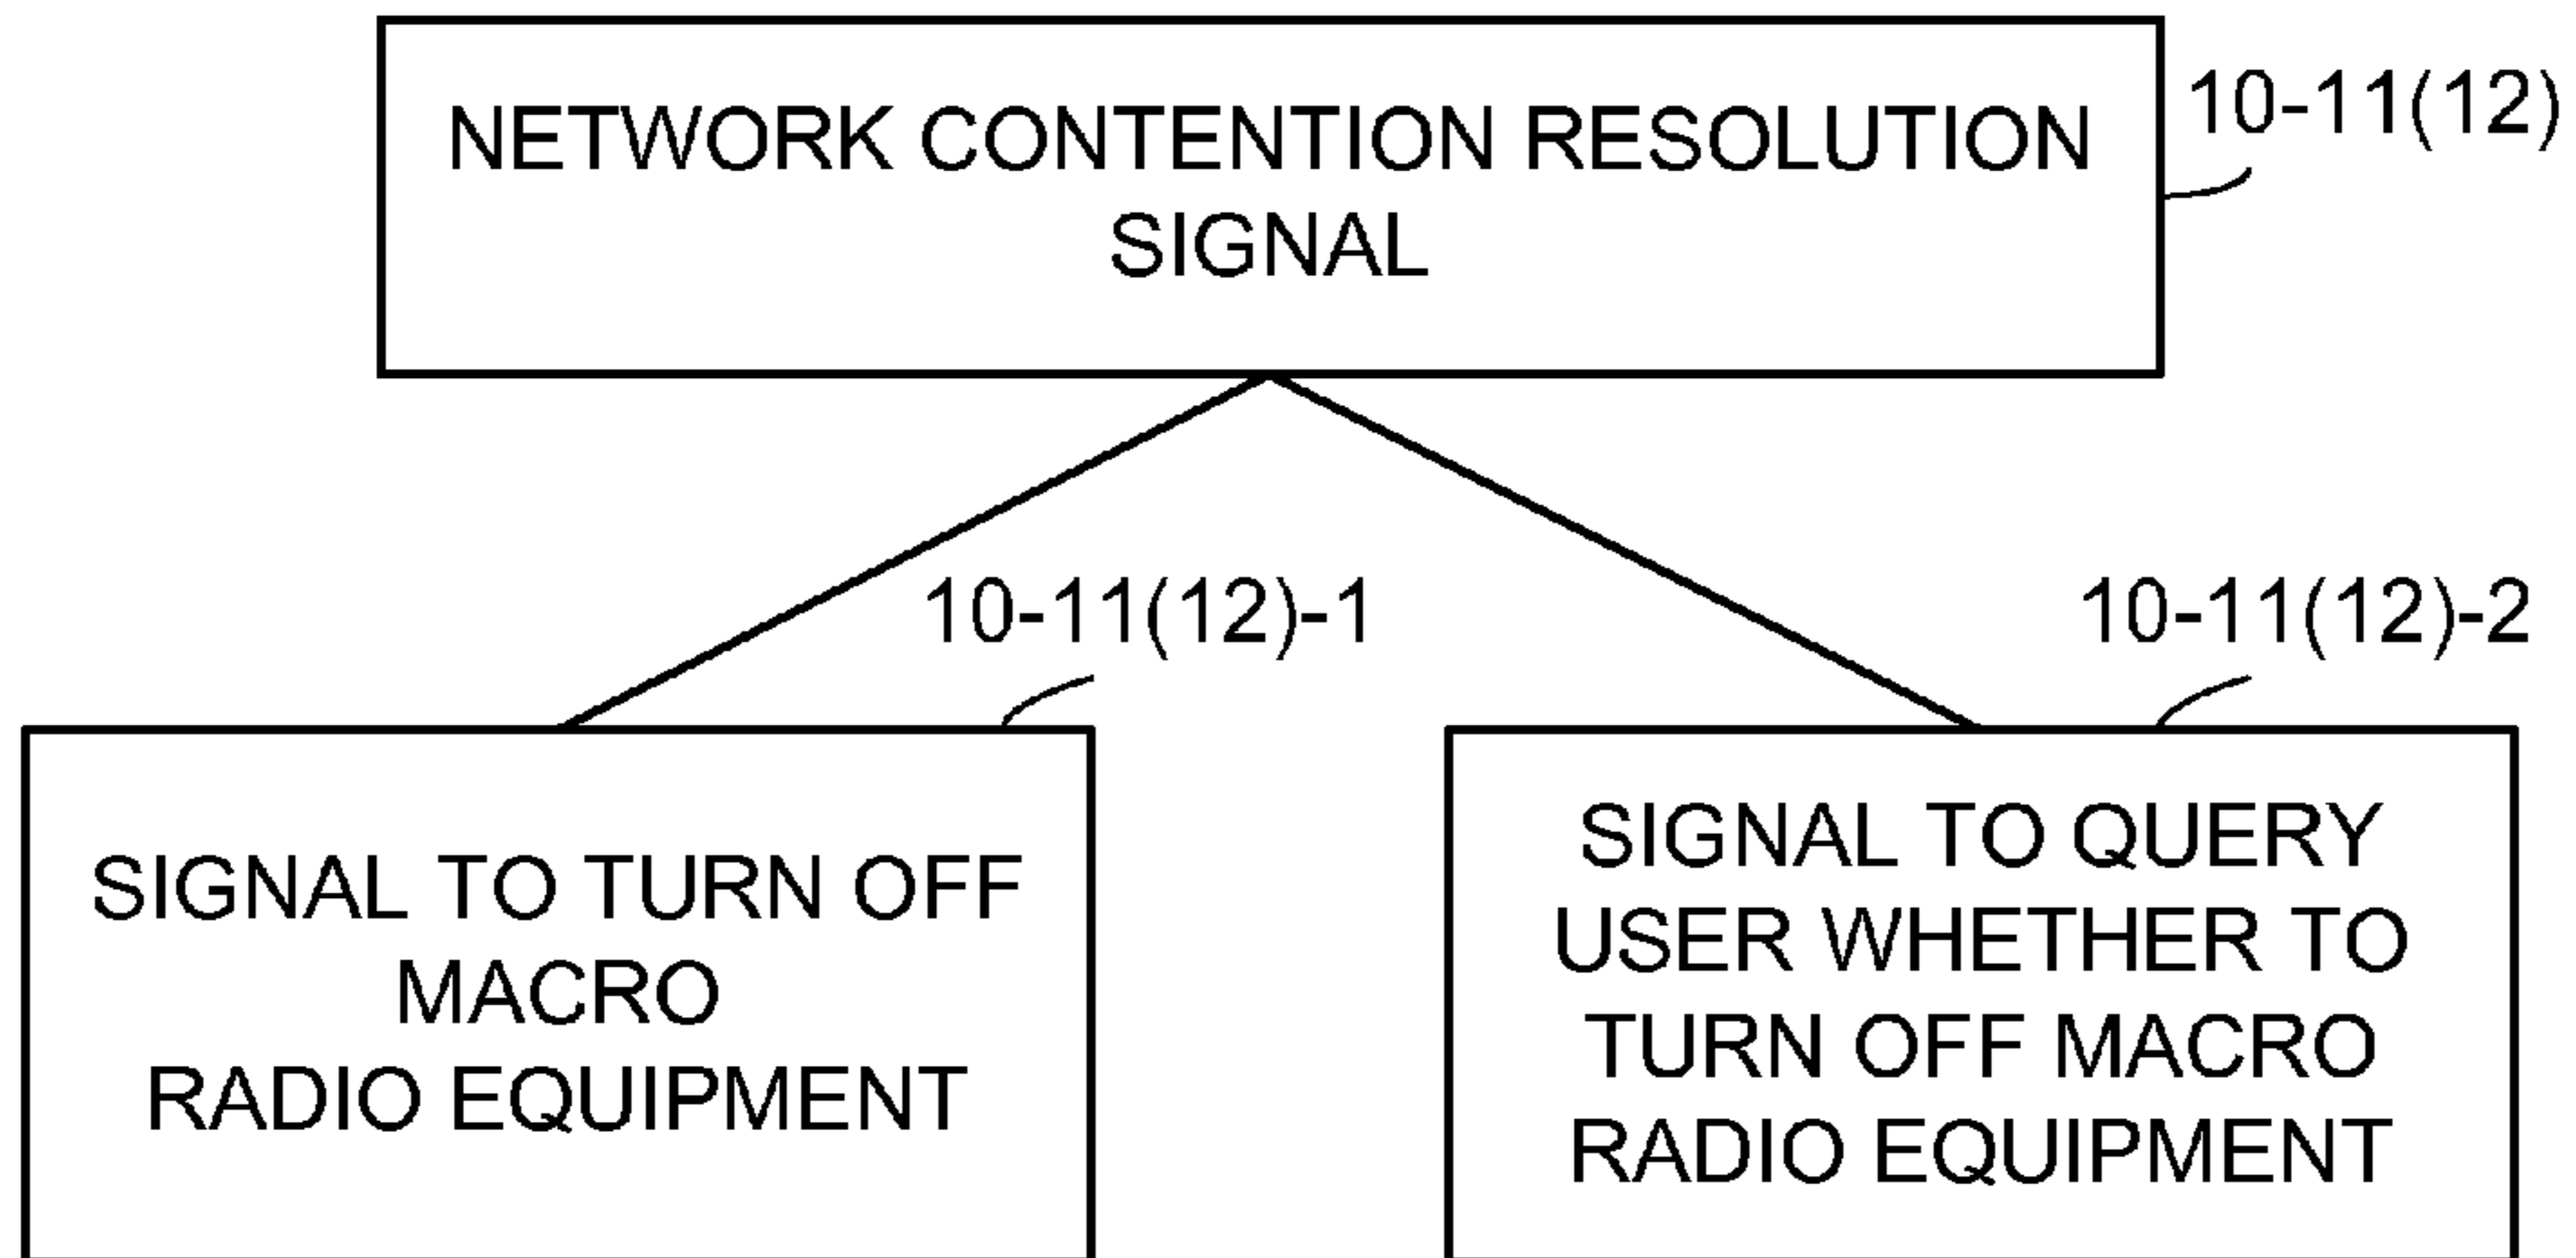 NETWORK CONTENTION RESOLUTION
SIGNAL
10-11(12)
10-11(12)-1
SIGNAL TO TURN OFF
MACRO
RADIO EQUIPMENT
10-11(12)-2
SIGNAL TO QUERY
USER WHETHER TO
TURN OFF MACRO
RADIO EQUIPMENT